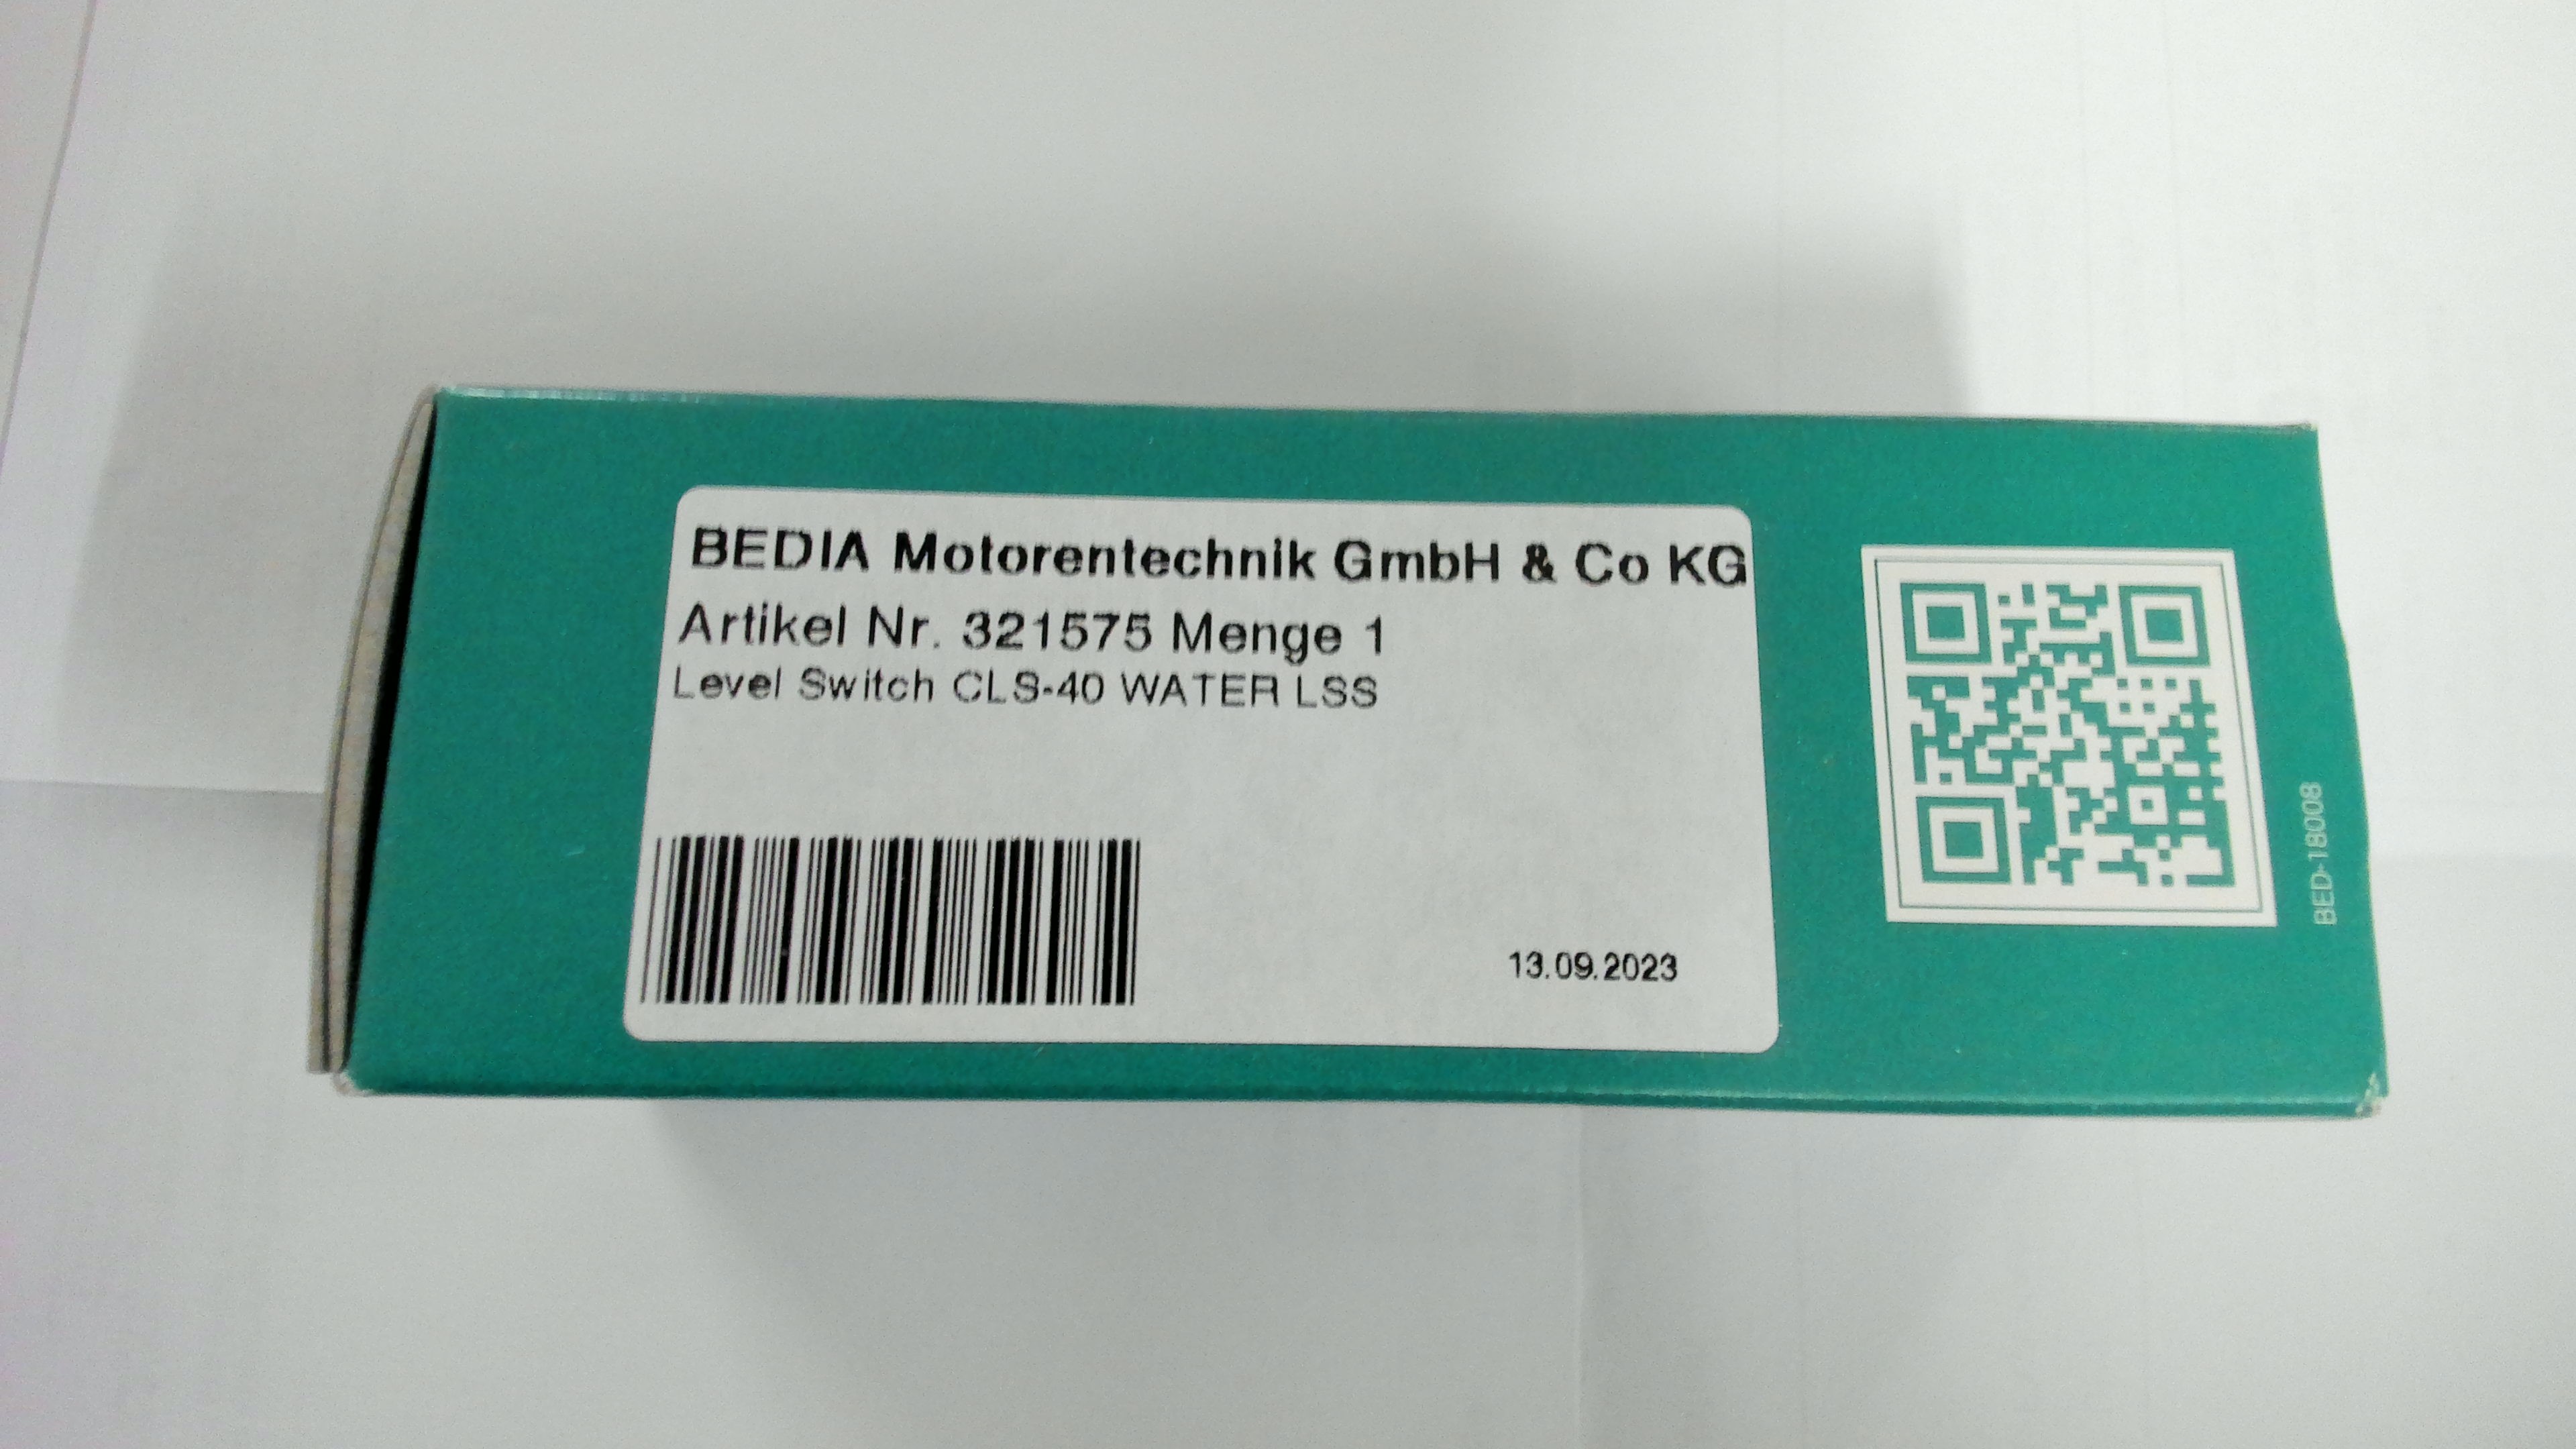 BEDIA Motorentechnik GmbH & Co KG
Artikel Nr. 321575 Menge 1
Level Switch CLS-40 WATER LSS
13.09.2023
BED-18008